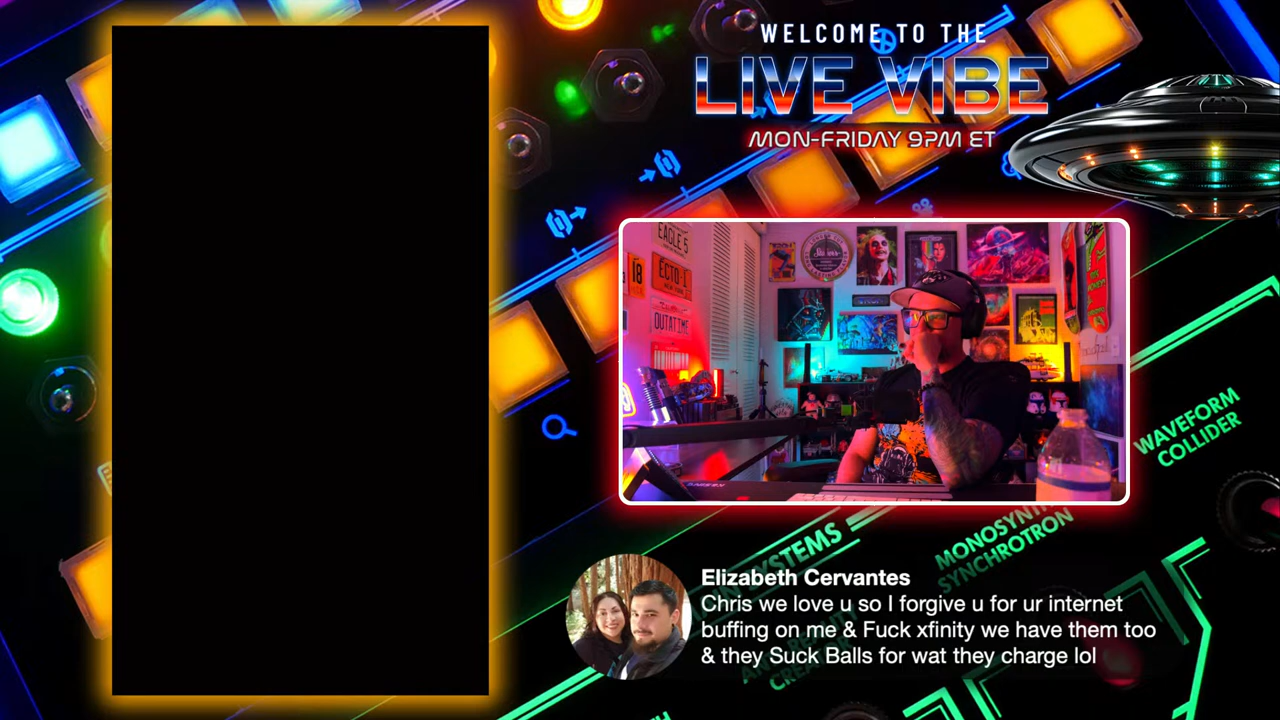 WELCOME TO THE
LIVE VIBE
MON-FRIDAY 9PM ET
EAGLE 5
18
ECTO-1
OUTATIME
WAVEFORM
COLLIDER
SYSTEMS
MONOSYNTH
SYNCHROTRON
Elizabeth Cervantes
Chris we love u so I forgive u for ur internet
buffing on me & Fuck xfinity we have them too
& they Suck Balls for wat they charge lol